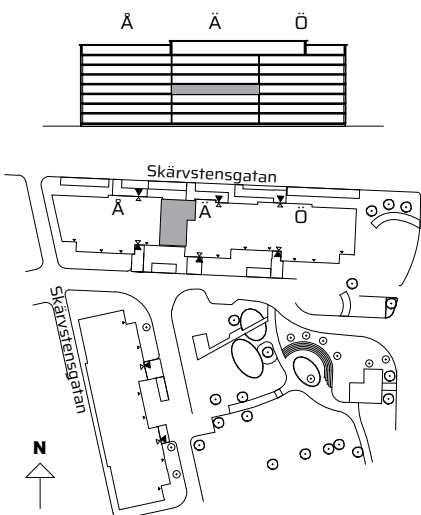 Å Ä Ö
Skärvstensgatan
Å Ä Ö
Skärvstensgatan
N